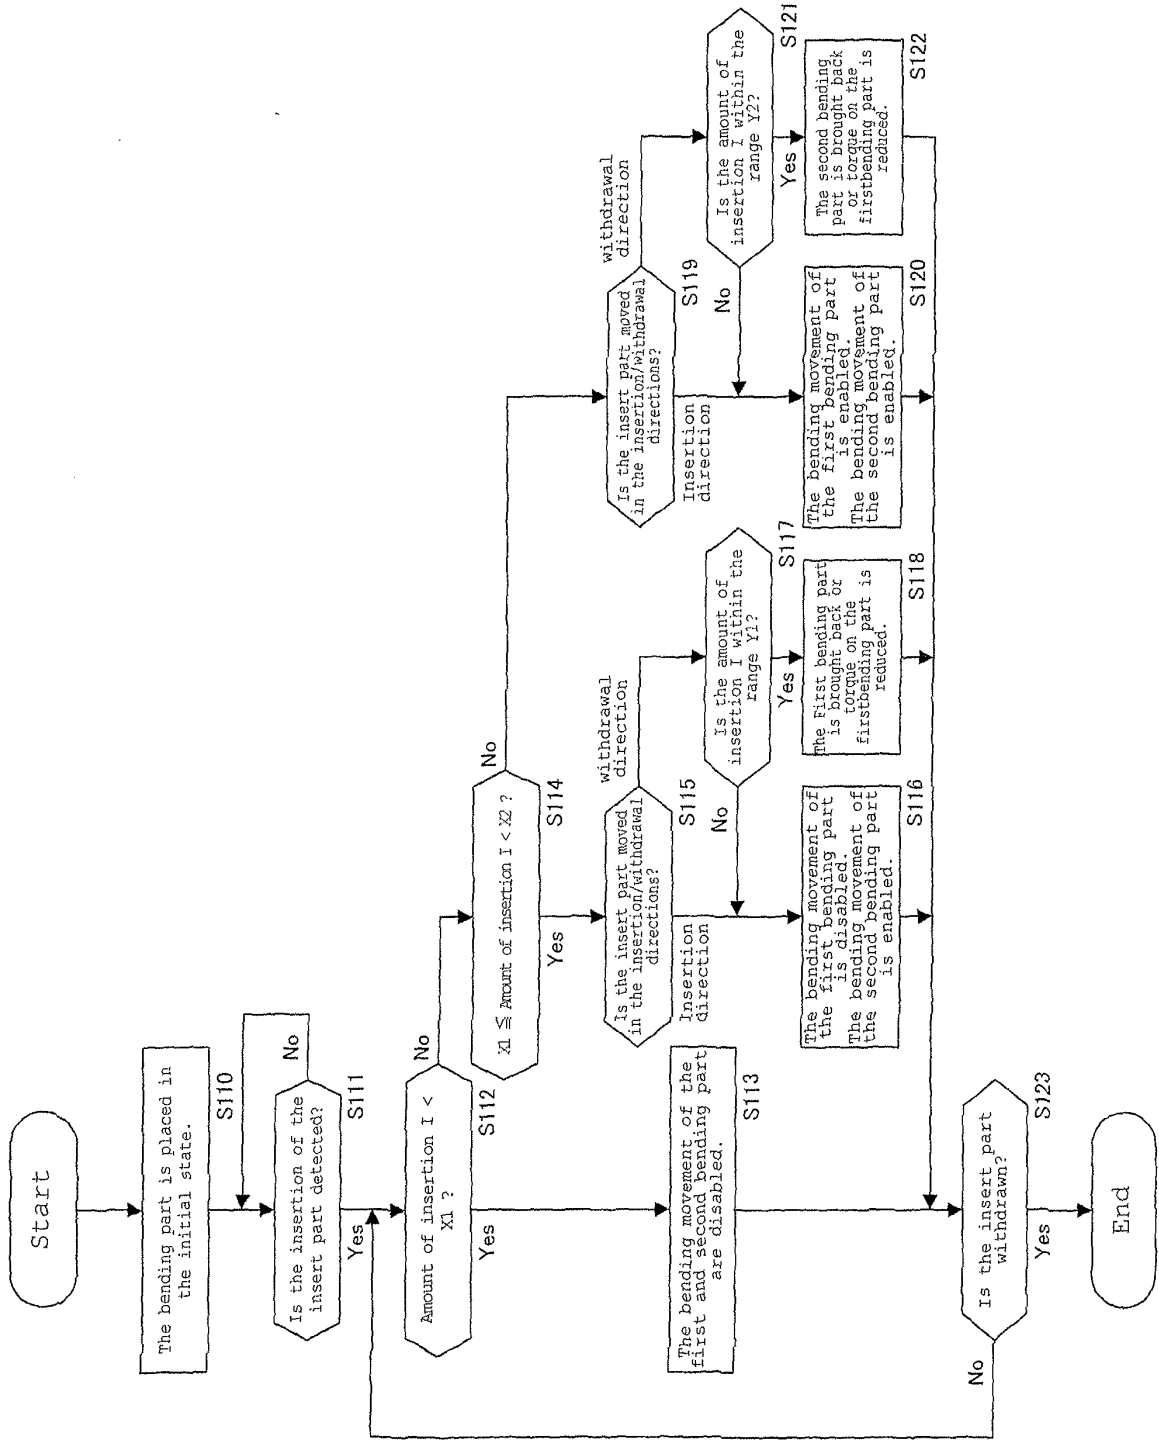 Start
The bending part is placed in
the initial state.
S110
Is the insertion of the
insert part detected?
S111
No
Yes
Amount of insertion I <
X1 ?
S112
No
Yes
The bending movement of the
first and second bending part
are disabled.
S113
X1 ≦ Amount of insertion I < X2 ?
S114
No
Yes
Is the insert part moved
in the insertion/withdrawal
directions?
S115
withdrawal
direction
Insertion
direction
The bending movement of
the first bending part
is disabled.
The bending movement of
the second bending part
is enabled.
S116
Is the amount of
insertion I within the
range Y1?
S117
No
Yes
The First bending part
is brought back or
torque on the
firstbending part is
reduced.
S118
Is the insert part moved
in the insertion/withdrawal
directions?
S119
withdrawal
direction
Insertion
direction
The bending movement of
the first bending part
is enabled.
The bending movement of
the second bending part
is enabled.
S120
Is the amount of
insertion I within the
range Y2?
S121
No
Yes
The second bending
part is brought back
or torque on the
firstbending part is
reduced.
S122
Is the insert part
withdrawn?
S123
No
Yes
End